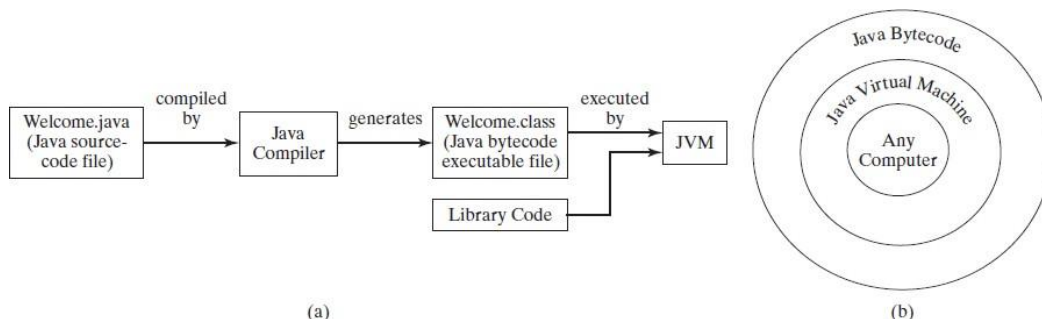 Welcome.java
(Java source-
code file)
compiled
by
Java
Compiler
generates
Welcome.class
(Java bytecode
executable file)
Library Code
executed
by
JVM
(a)
Java Bytecode
Java Virtual Machine
Any
Computer
(b)